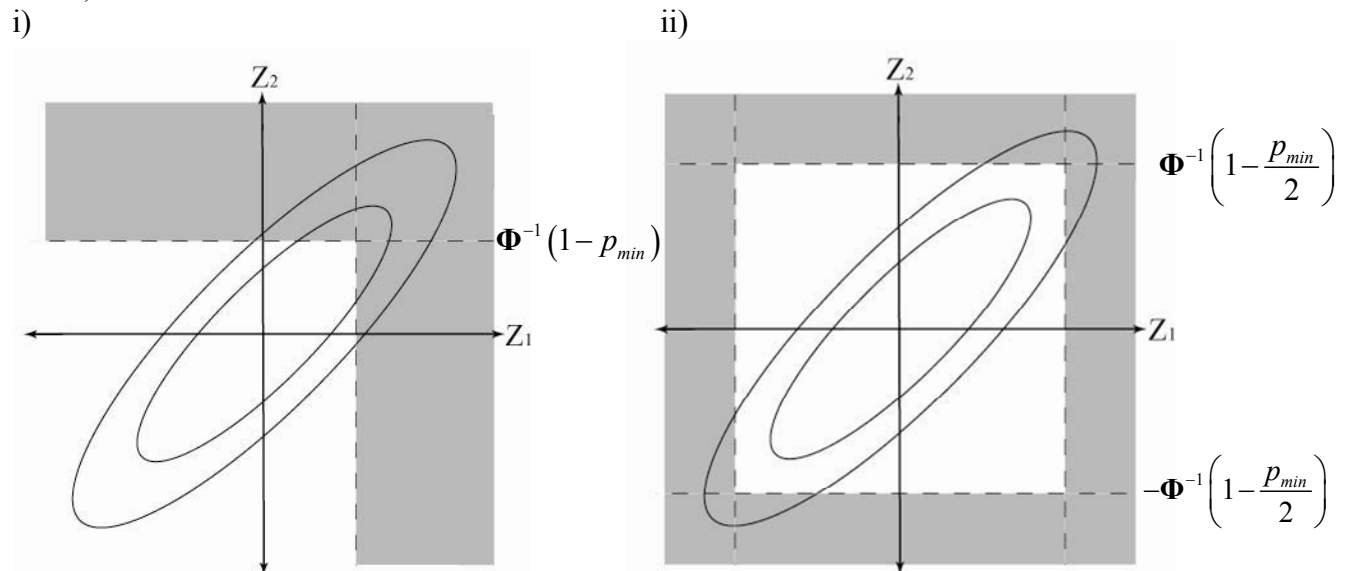 i)
ii)
Z₂
Φ⁻¹(1 − p_min)
Z₁
Z₂
Φ⁻¹(1 − p_min/2)
Z₁
−Φ⁻¹(1 − p_min/2)